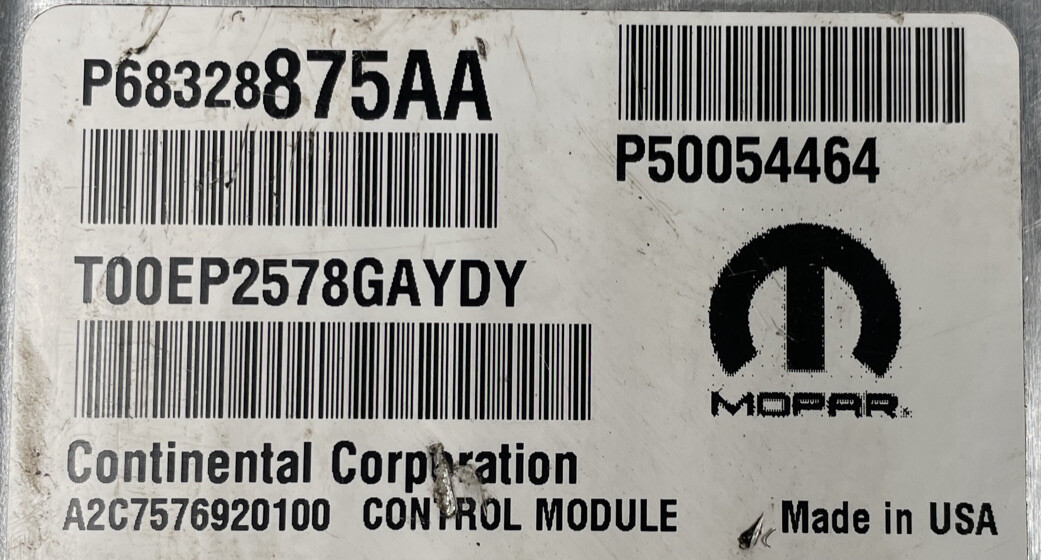 P68328875AA
P50054464
T00EP2578GAYDY
MOPAR.
Continental Corporation
A2C7576920100 CONTROL MODULE
Made in USA